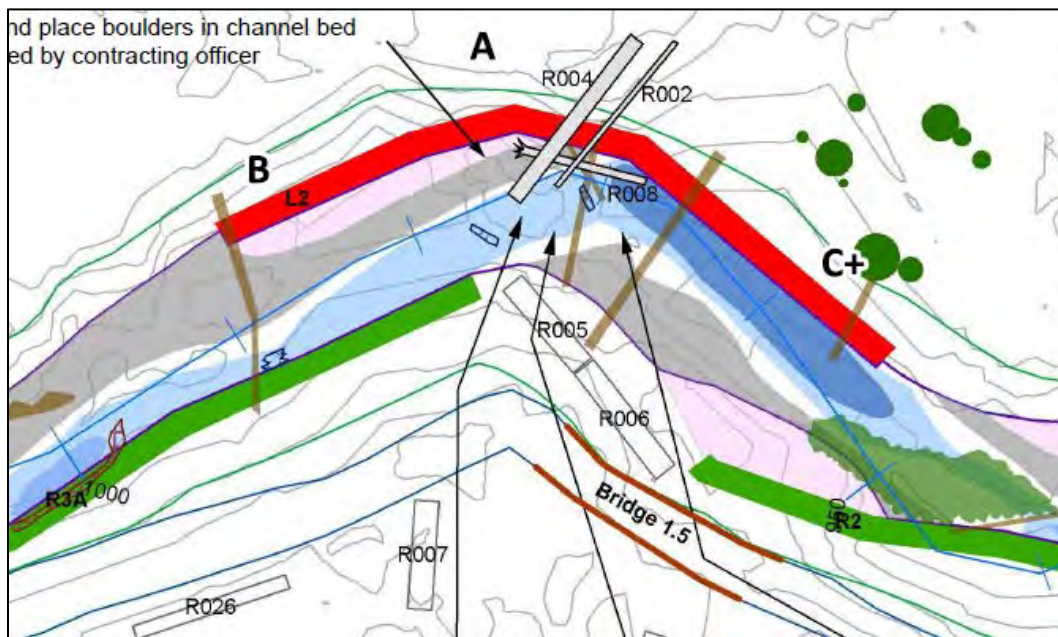 nd place boulders in channel bed
ed by contracting officer
A
R004
R002
B
L2
R008
C+
R005
R006
R3A
1000
Bridge 1.5
950
R2
R007
R026